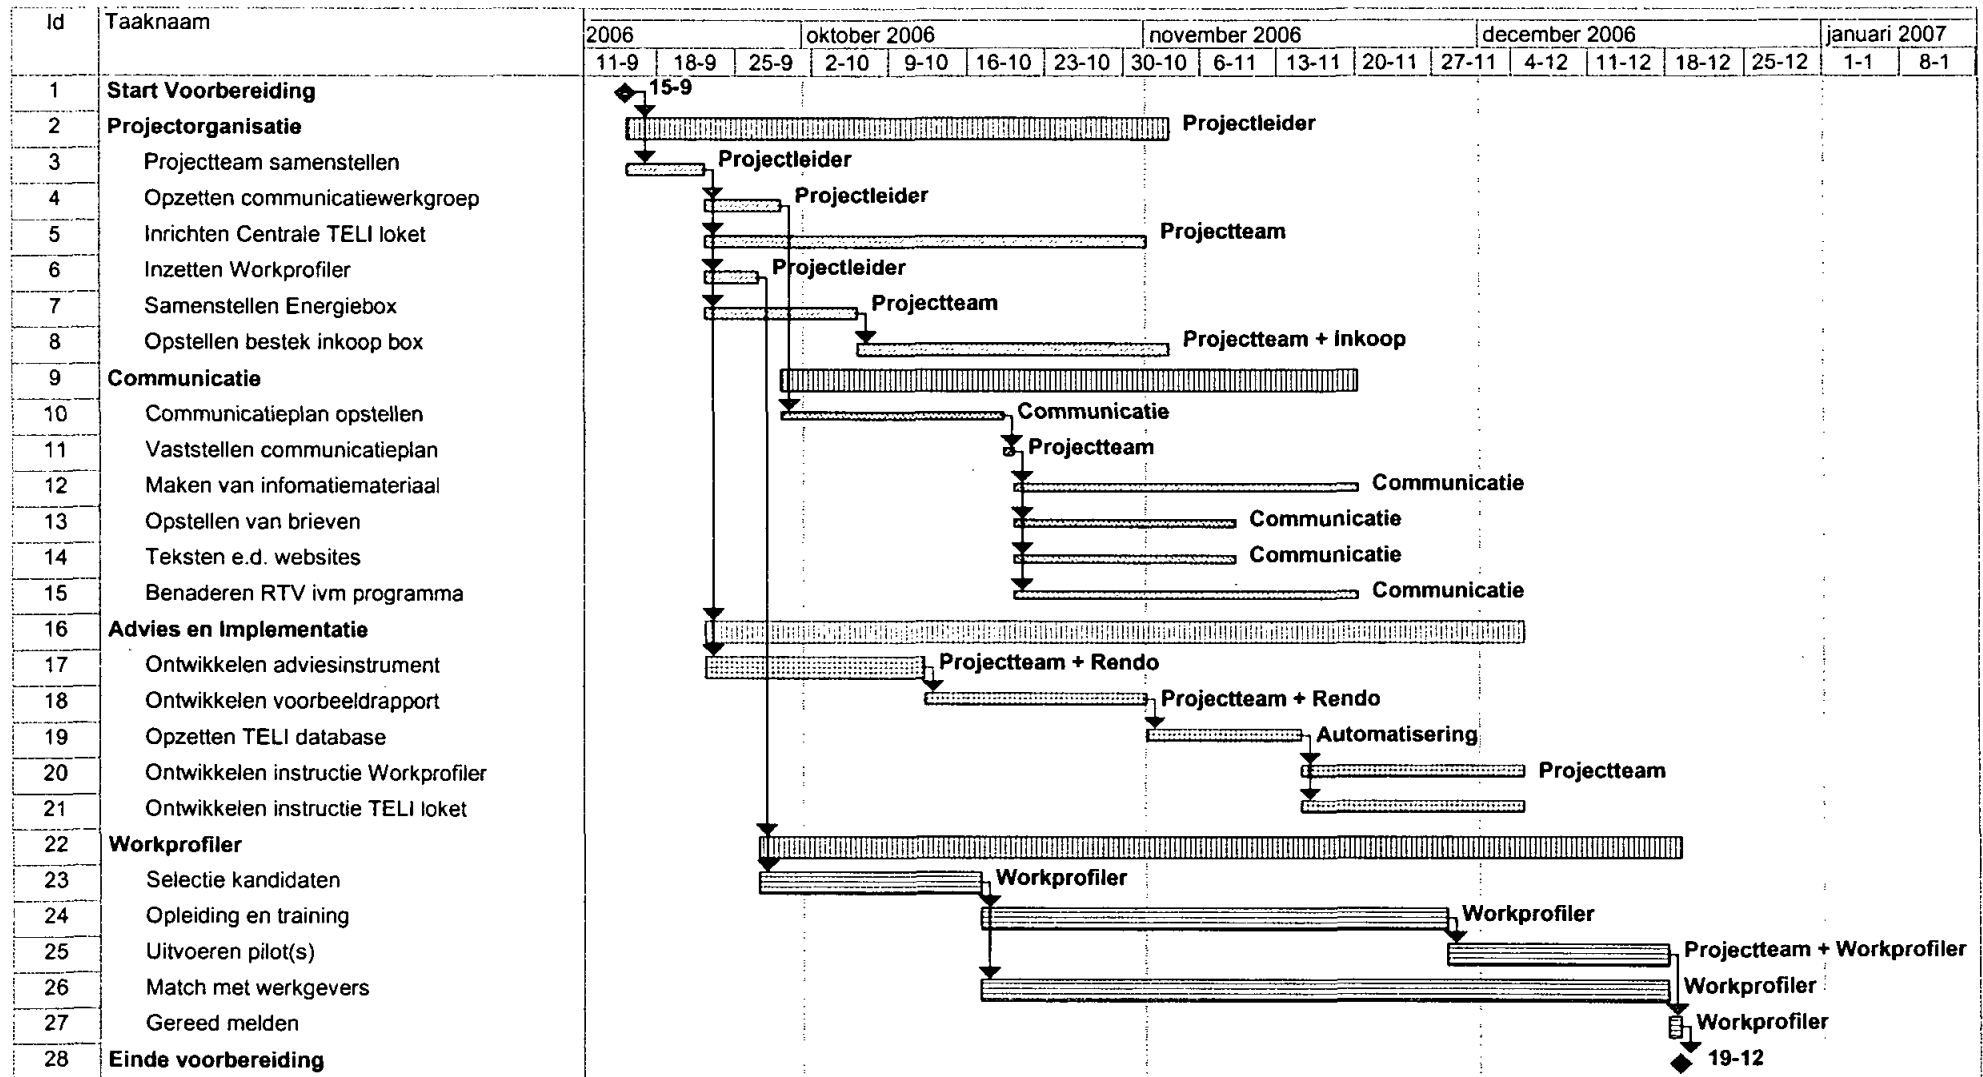 Id Taaknaam
2006 oktober 2006 november 2006 december 2006 januari 2007
11-9 18-9 25-9 2-10 9-10 16-10 23-10 30-10 6-11 13-11 20-11 27-11 4-12 11-12 18-12 25-12 1-1 8-1
1 Start Voorbereiding 15-9
2 Projectorganisatie Projectleider
3 Projectteam samenstellen Projectleider
4 Opzetten communicatiewerkgroep Projectleider
5 Inrichten Centrale TELI loket Projectteam
6 Inzetten Workprofiler Projectleider
7 Samenstellen Energiebox Projectteam
8 Opstellen bestek inkoop box Projectteam + Inkoop
9 Communicatie
10 Communicatieplan opstellen Communicatie
11 Vaststellen communicatieplan Projectteam
12 Maken van infomatiemateriaal Communicatie
13 Opstellen van brieven Communicatie
14 Teksten e.d. websites Communicatie
15 Benaderen RTV ivm programma Communicatie
16 Advies en Implementatie
17 Ontwikkelen adviesinstrument Projectteam + Rendo
18 Ontwikkelen voorbeeldrapport Projectteam + Rendo
19 Opzetten TELI database Automatisering
20 Ontwikkelen instructie Workprofiler Projectteam
21 Ontwikkelen instructie TELI loket
22 Workprofiler
23 Selectie kandidaten Workprofiler
24 Opleiding en training Workprofiler
25 Uitvoeren pilot(s) Projectteam + Workprofiler
26 Match met werkgevers Workprofiler
27 Gereed melden Workprofiler
28 Einde voorbereiding 19-12